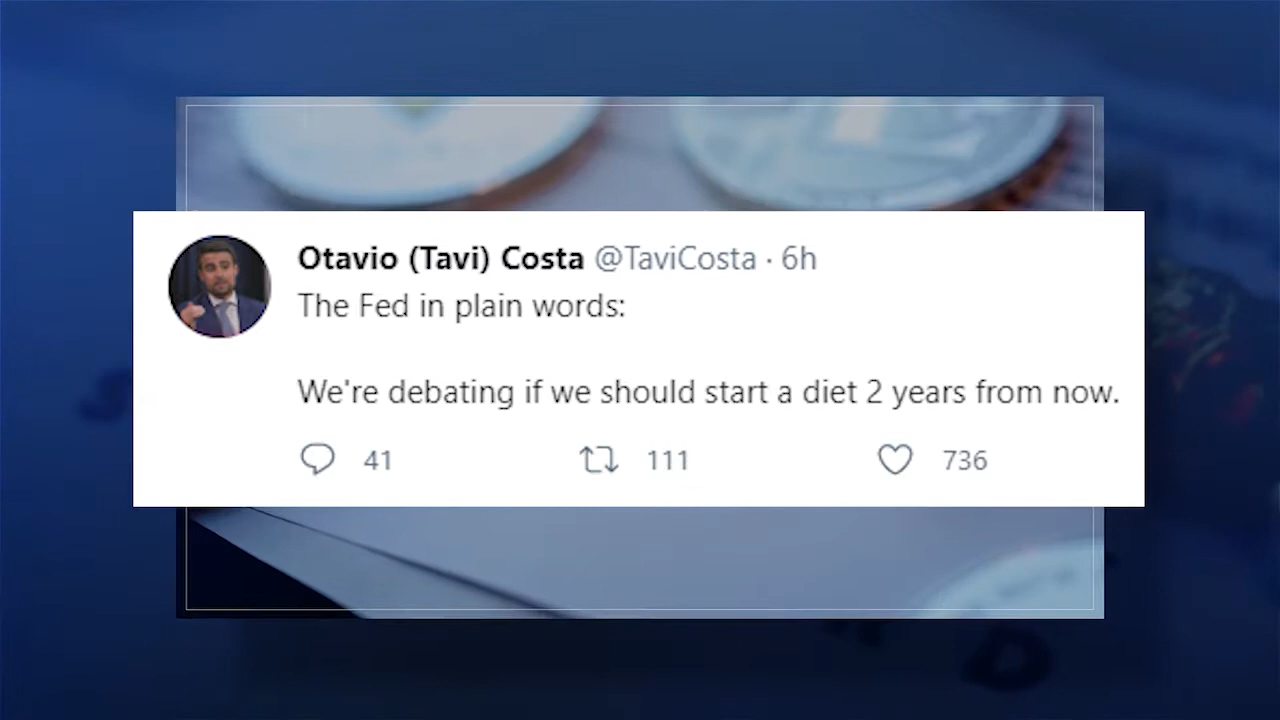 Otavio (Tavi) Costa @TaviCosta · 6h
The Fed in plain words:
We're debating if we should start a diet 2 years from now.
41 111 736